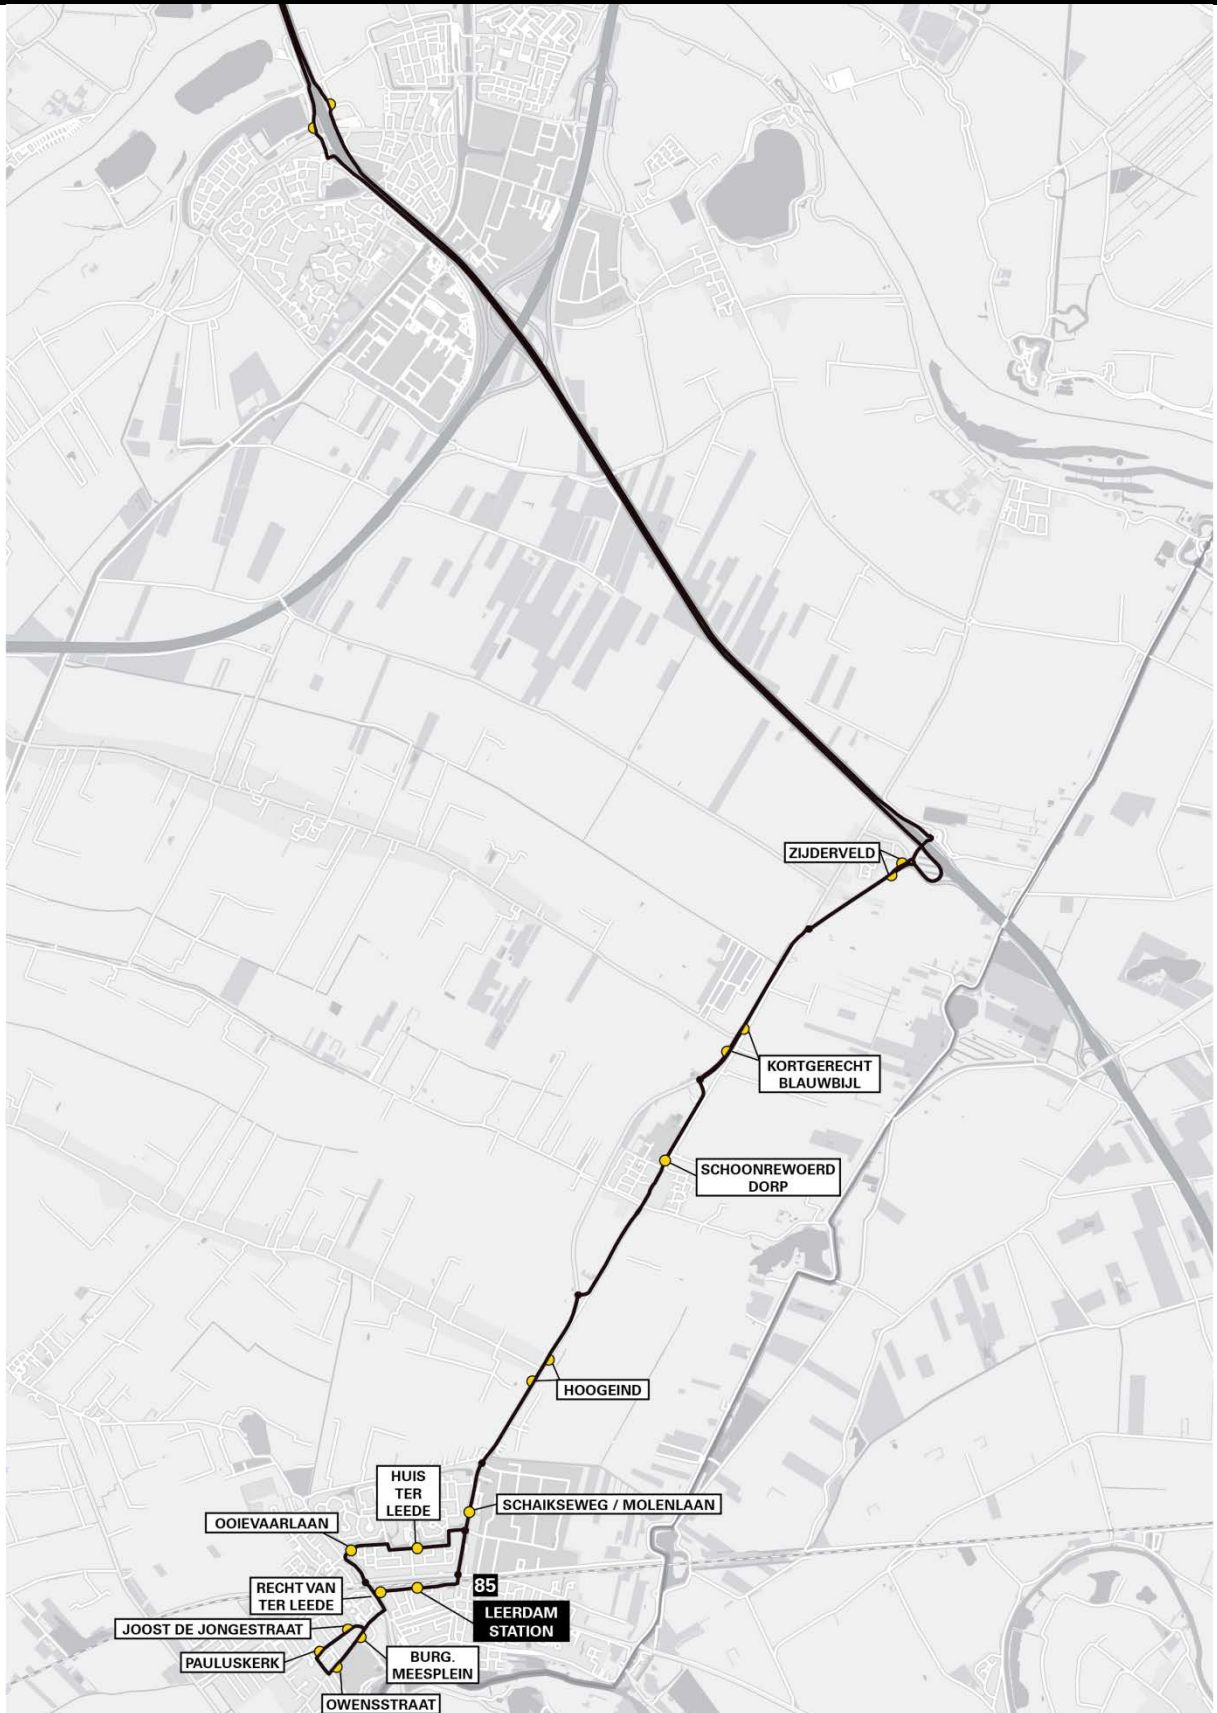 ZIJDERVELD
KORTGERECHT
BLAUWBIJL
SCHOONREWOERD
DORP
HOOGEIND
HUIS
TER
LEEDE
SCHAIKSEWEG / MOLENLAAN
OOIEVAARLAAN
85
RECHT VAN
TER LEEDE
LEERDAM
STATION
JOOST DE JONGESTRAAT
PAULUSKERK
BURG.
MEESPLEIN
OWENSSTRAAT